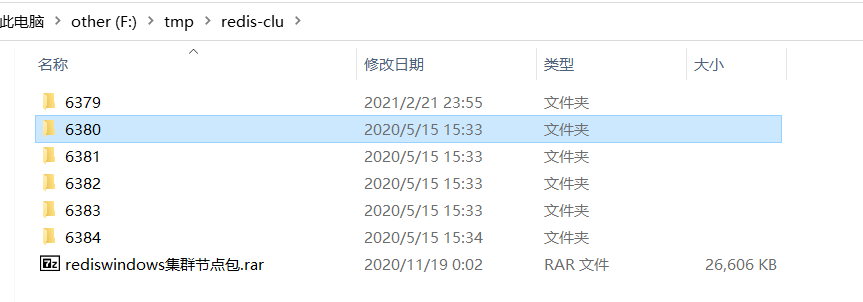 此电脑 > other (F:) > tmp > redis-clu >
名称 修改日期 类型 大小
6379 2021/2/21 23:55 文件夹
6380 2020/5/15 15:33 文件夹
6381 2020/5/15 15:33 文件夹
6382 2020/5/15 15:33 文件夹
6383 2020/5/15 15:33 文件夹
6384 2020/5/15 15:34 文件夹
7z rediswindows集群节点包.rar 2020/11/19 0:02 RAR 文件 26,606 KB